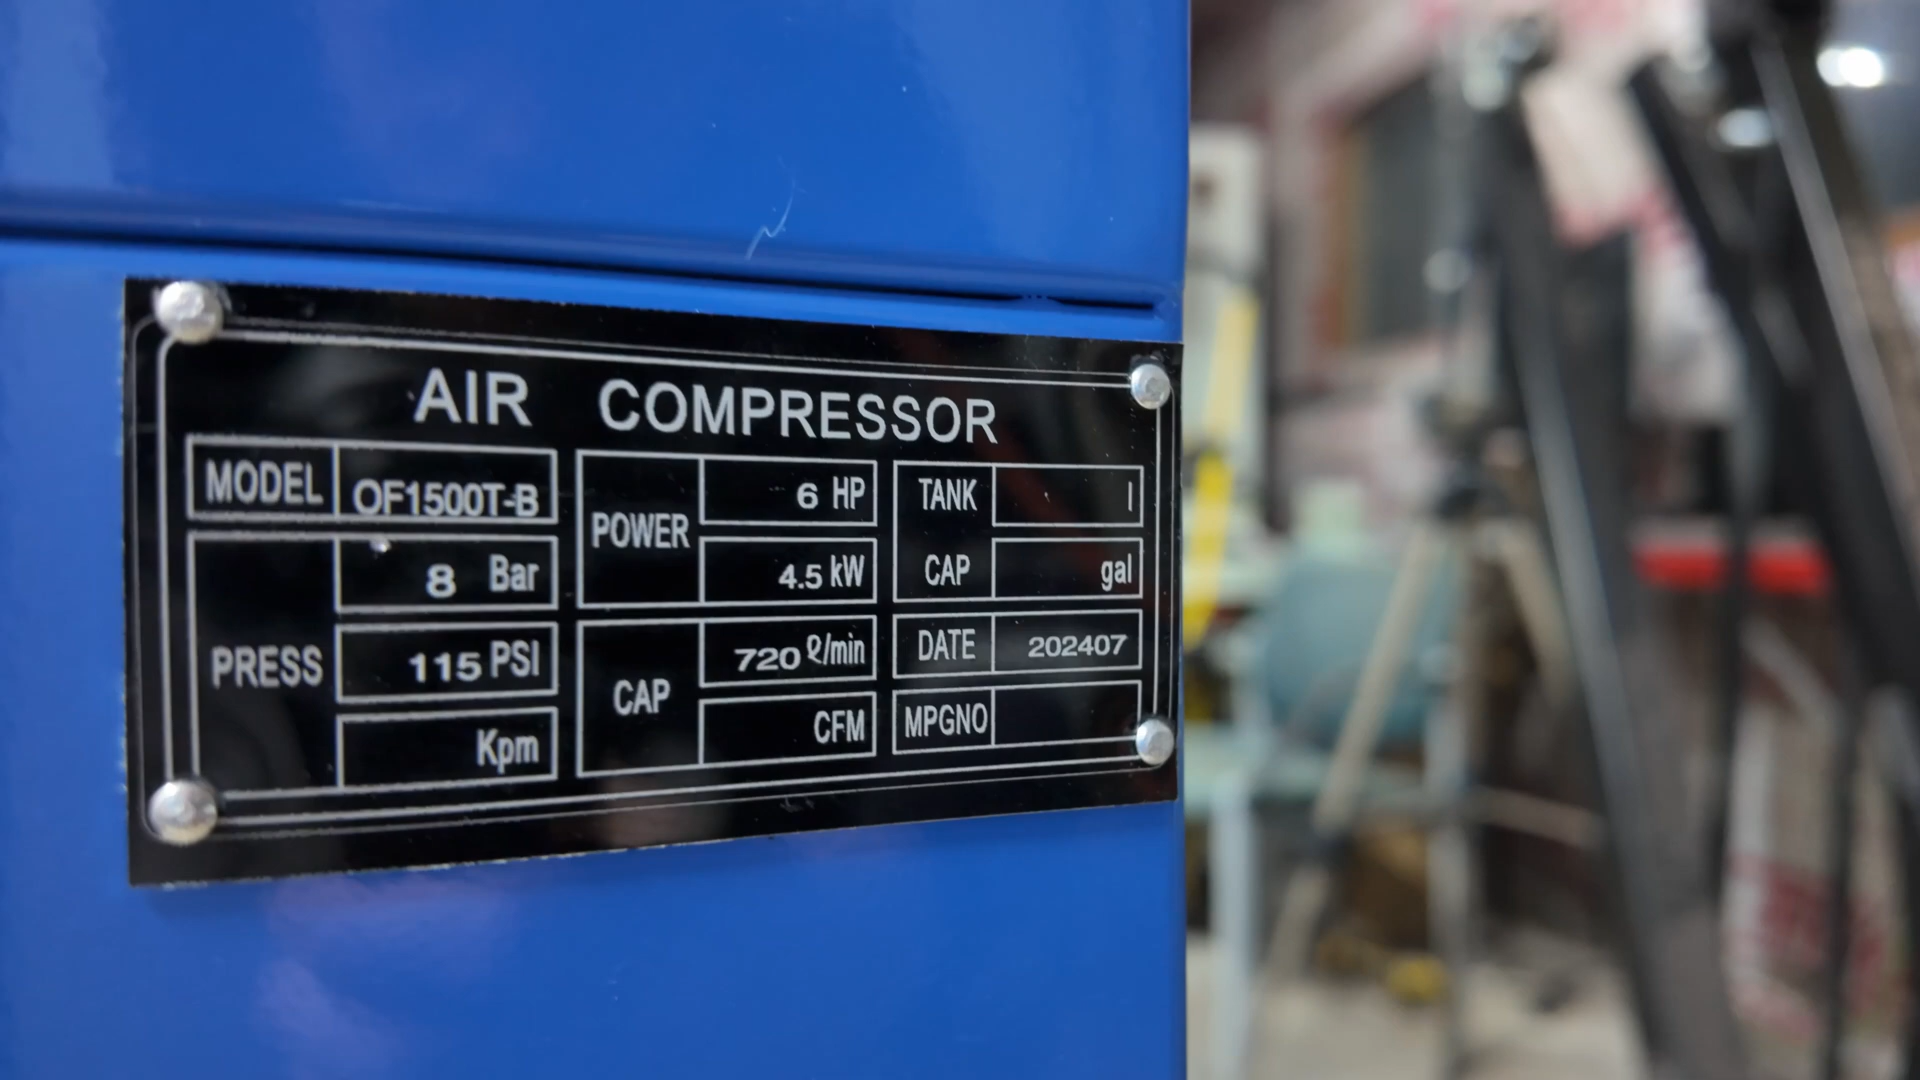 AIR COMPRESSOR
MODEL OF1500T-B
PRESS
8 Bar
115 PSI
Kpm
POWER
6 HP
4.5 kW
CAP
720 ℓ/min
CFM
TANK CAP
l
gal
DATE 202407
MPGNO